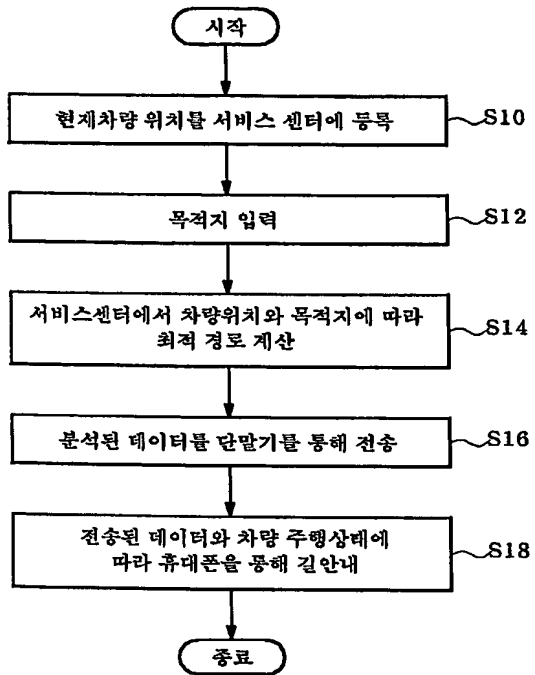 시작
현재차량 위치를 서비스 센터에 등록
S10
목적지 입력
S12
서비스센터에서 차량위치와 목적지에 따라
최적 경로 계산
S14
분석된 데이터를 단말기를 통해 전송
S16
전송된 데이터와 차량 주행상태에
따라 휴대폰을 통해 길안내
S18
종료